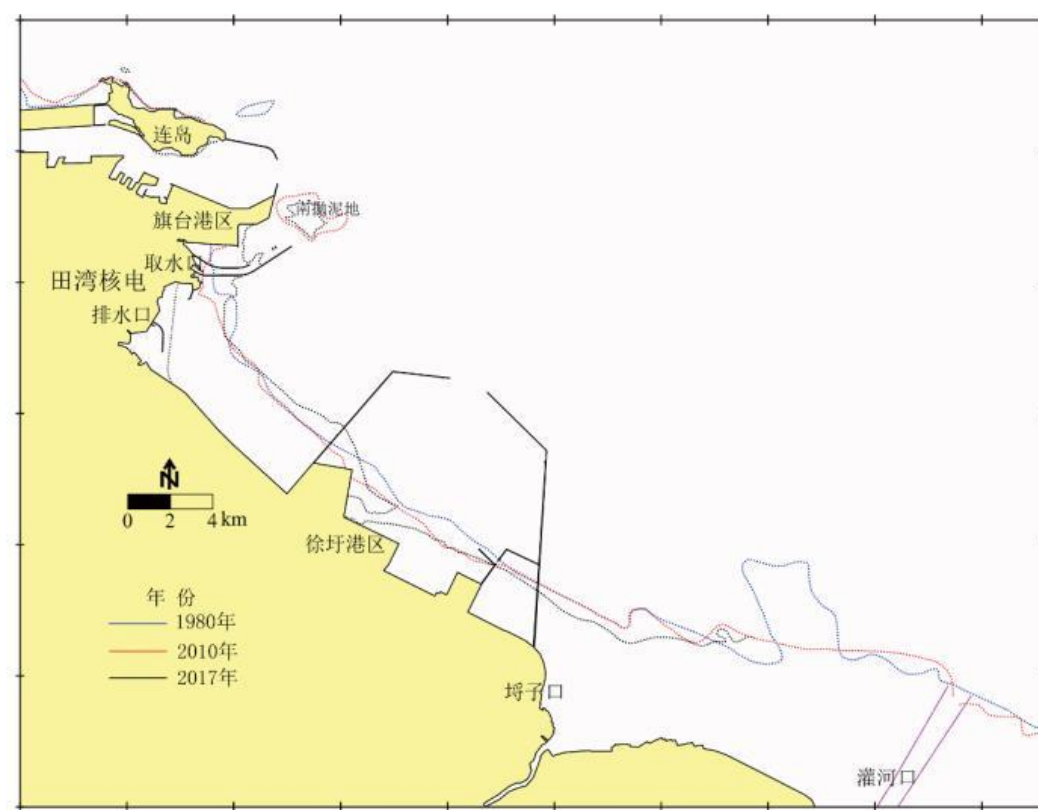 连岛
南抛泥地
旗台港区
取水口
田湾核电
排水口
N
0 2 4 km
徐圩港区
年 份
1980年
2010年
2017年
埒子口
灌河口